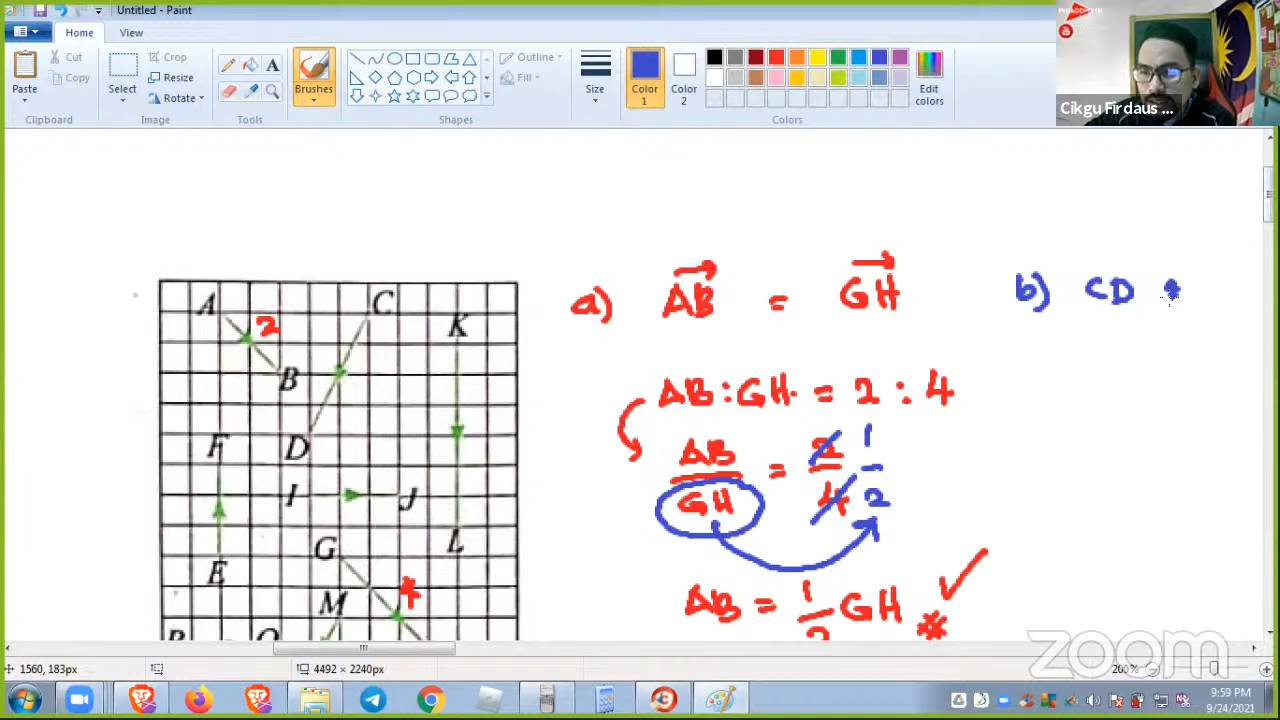 Untitled - Paint
Home
View
Paste
Cut
Copy
Clipboard
Select
Crop
Resize
Rotate
Image
A
Tools
Brushes
Shapes
Outline
Fill
Size
Color 1
Color 2
Edit colors
Colors
Cikgu Firdaus ...
A
2
B
C
K
F
D
I
J
E
G
L
M
4
a) AB = GH
b) CD
AB : GH = 2 : 4
AB/GH = 2/4 1/2
AB = 1/2 GH
zoom
1560, 183px
4492 × 2240px
200%
9:59 PM
9/24/2021